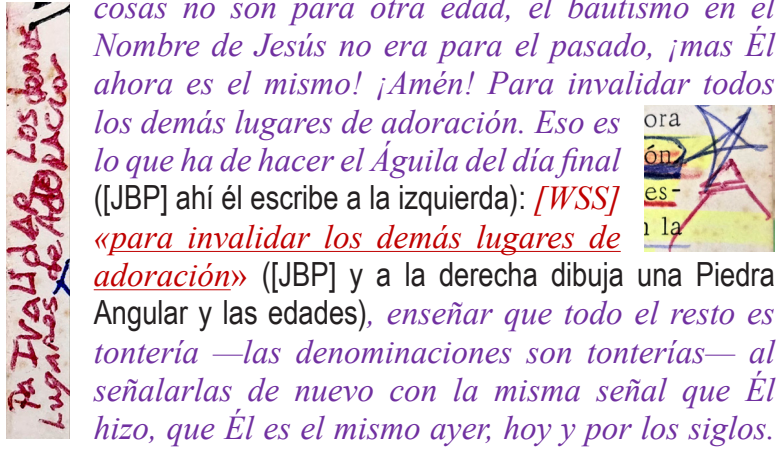 cosas no son para otra edad, el bautismo en el
Nombre de Jesús no era para el pasado, ¡mas Él
ahora es el mismo! ¡Amén! Para invalidar todos
los demás lugares de adoración. Eso es
lo que ha de hacer el Águila del día final
([JBP] ahí él escribe a la izquierda): [WSS]
«para invalidar los demás lugares de
adoración» ([JBP] y a la derecha dibuja una Piedra
Angular y las edades), enseñar que todo el resto es
tontería —las denominaciones son tonterías— al
señalarlas de nuevo con la misma señal que Él
hizo, que Él es el mismo ayer, hoy y por los siglos.
Pa IVALIDAR Los demas
Lugares de
ora
ón,
es-
la